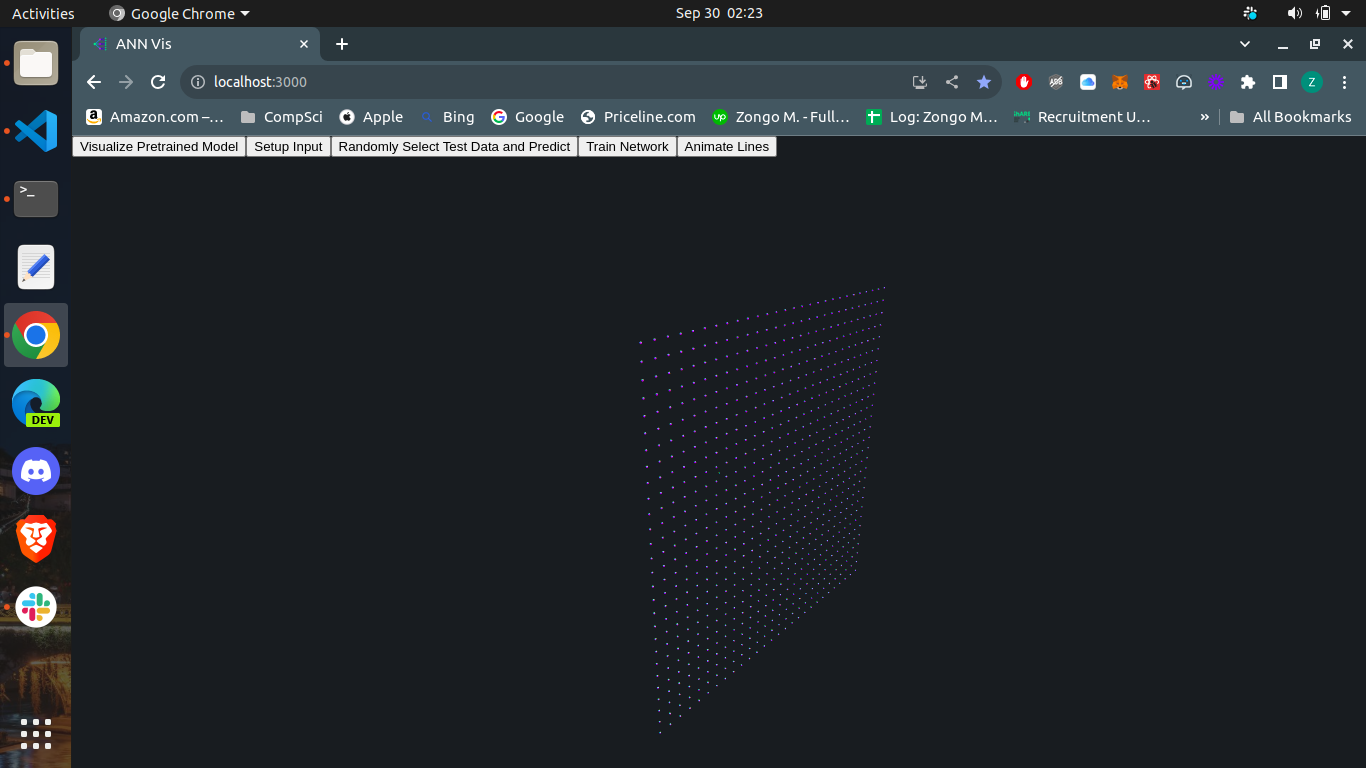 Activities Google Chrome Sep 30 02:23
ANN Vis
localhost:3000
Amazon.com –... CompSci Apple Bing Google Priceline.com Zongo M. - Full... Log: Zongo M... Recruitment U... » All Bookmarks
Visualize Pretrained Model Setup Input Randomly Select Test Data and Predict Train Network Animate Lines
>_
DEV